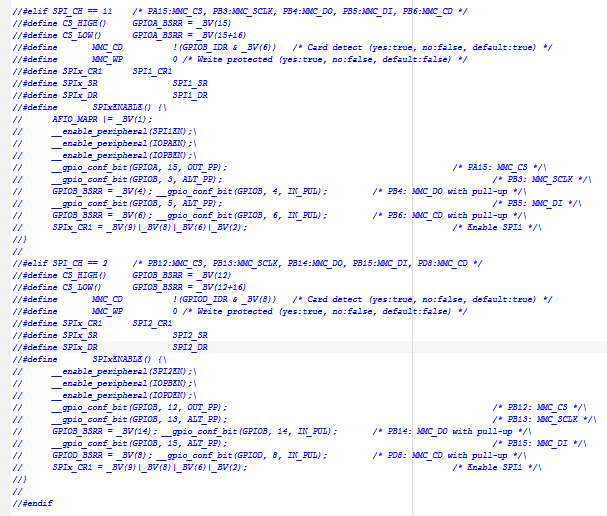 //#elif SPI_CH == 11	/* PA15:MMC_CS, PB3:MMC_SCLK, PB4:MMC_DO, PB5:MMC_DI, PB6:MMC_CD */
//#define CS_HIGH()	GPIOA_BSRR = _BV(15)
//#define CS_LOW()	GPIOA_BSRR = _BV(15+16)
//#define	MMC_CD		!(GPIOB_IDR & _BV(6))	/* Card detect (yes:true, no:false, default:true) */
//#define	MMC_WP		0 /* Write protected (yes:true, no:false, default:false) */
//#define SPIx_CR1	SPI1_CR1
//#define SPIx_SR		SPI1_SR
//#define SPIx_DR		SPI1_DR
//#define	SPIxENABLE() {\
//	AFIO_MAPR |= _BV(1);
//	__enable_peripheral(SPI1EN);\
//	__enable_peripheral(IOPAEN);\
//	__enable_peripheral(IOPBEN);\
//	__gpio_conf_bit(GPIOA, 15, OUT_PP);	/* PA15: MMC_CS */\
//	__gpio_conf_bit(GPIOB, 3, ALT_PP);	/* PB3: MMC_SCLK */\
//	GPIOB_BSRR = _BV(4); __gpio_conf_bit(GPIOB, 4, IN_PUL);	/* PB4: MMC_DO with pull-up */\
//	__gpio_conf_bit(GPIOB, 5, ALT_PP);	/* PB5: MMC_DI */\
//	GPIOB_BSRR = _BV(6); __gpio_conf_bit(GPIOB, 6, IN_PUL);	/* PB6: MMC_CD with pull-up */\
//	SPIx_CR1 = _BV(9)|_BV(8)|_BV(6)|_BV(2);	/* Enable SPI1 */\
//}
//
//#elif SPI_CH == 2	/* PB12:MMC_CS, PB13:MMC_SCLK, PB14:MMC_DO, PB15:MMC_DI, PD8:MMC_CD */
//#define CS_HIGH()	GPIOB_BSRR = _BV(12)
//#define CS_LOW()	GPIOB_BSRR = _BV(12+16)
//#define	MMC_CD		!(GPIOD_IDR & _BV(8))	/* Card detect (yes:true, no:false, default:true) */
//#define	MMC_WP		0 /* Write protected (yes:true, no:false, default:false) */
//#define SPIx_CR1	SPI2_CR1
//#define SPIx_SR		SPI2_SR
//#define SPIx_DR		SPI2_DR
//#define	SPIxENABLE() {\
//	__enable_peripheral(SPI2EN);\
//	__enable_peripheral(IOPBEN);\
//	__enable_peripheral(IOPDEN);\
//	__gpio_conf_bit(GPIOB, 12, OUT_PP);	/* PB12: MMC_CS */\
//	__gpio_conf_bit(GPIOB, 13, ALT_PP);	/* PB13: MMC_SCLK */\
//	GPIOB_BSRR = _BV(14); __gpio_conf_bit(GPIOB, 14, IN_PUL);	/* PB14: MMC_DO with pull-up */\
//	__gpio_conf_bit(GPIOB, 15, ALT_PP);	/* PB15: MMC_DI */\
//	GPIOD_BSRR = _BV(8); __gpio_conf_bit(GPIOD, 8, IN_PUL);	/* PD8: MMC_CD with pull-up */\
//	SPIx_CR1 = _BV(9)|_BV(8)|_BV(6)|_BV(2);	/* Enable SPI1 */\
//}
//
//#endif